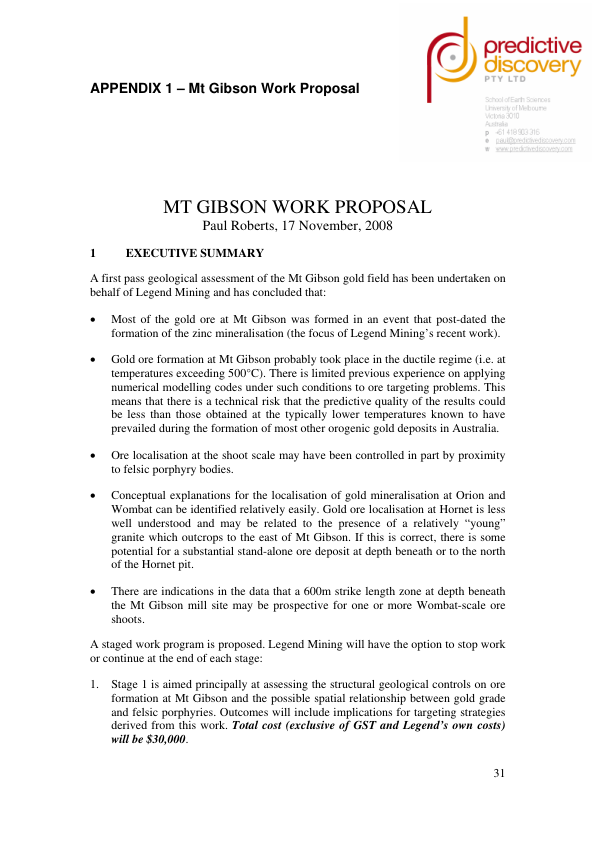 predictive
discovery
PTY LTD
School of Earth Sciences
University of Melbourne
Victoria 3010
Australia
p +61 418 903 315
e paul@predictivediscovery.com
w www.predictivediscovery.com
APPENDIX 1 – Mt Gibson Work Proposal
MT GIBSON WORK PROPOSAL
Paul Roberts, 17 November, 2008
1 EXECUTIVE SUMMARY
A first pass geological assessment of the Mt Gibson gold field has been undertaken on
behalf of Legend Mining and has concluded that:
• Most of the gold ore at Mt Gibson was formed in an event that post-dated the
formation of the zinc mineralisation (the focus of Legend Mining's recent work).
• Gold ore formation at Mt Gibson probably took place in the ductile regime (i.e. at
temperatures exceeding 500°C). There is limited previous experience on applying
numerical modelling codes under such conditions to ore targeting problems. This
means that there is a technical risk that the predictive quality of the results could
be less than those obtained at the typically lower temperatures known to have
prevailed during the formation of most other orogenic gold deposits in Australia.
• Ore localisation at the shoot scale may have been controlled in part by proximity
to felsic porphyry bodies.
• Conceptual explanations for the localisation of gold mineralisation at Orion and
Wombat can be identified relatively easily. Gold ore localisation at Hornet is less
well understood and may be related to the presence of a relatively “young”
granite which outcrops to the east of Mt Gibson. If this is correct, there is some
potential for a substantial stand-alone ore deposit at depth beneath or to the north
of the Hornet pit.
• There are indications in the data that a 600m strike length zone at depth beneath
the Mt Gibson mill site may be prospective for one or more Wombat-scale ore
shoots.
A staged work program is proposed. Legend Mining will have the option to stop work
or continue at the end of each stage:
1. Stage 1 is aimed principally at assessing the structural geological controls on ore
formation at Mt Gibson and the possible spatial relationship between gold grade
and felsic porphyries. Outcomes will include implications for targeting strategies
derived from this work. Total cost (exclusive of GST and Legend's own costs)
will be $30,000.
31